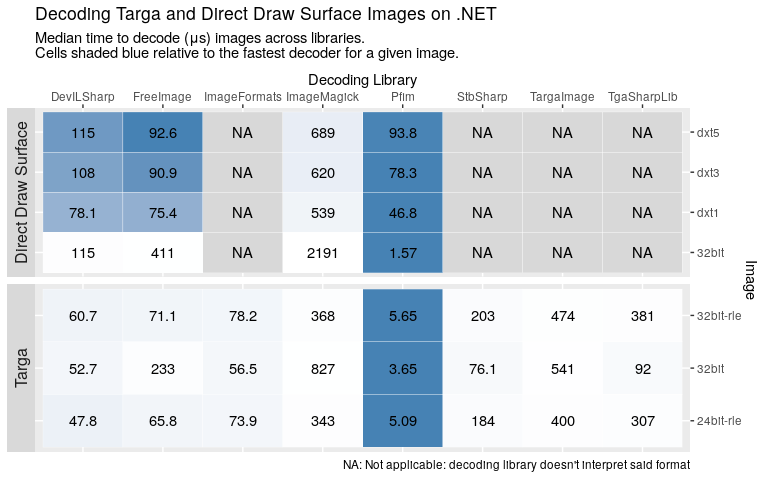 Decoding Targa and Direct Draw Surface Images on .NET
Median time to decode (µs) images across libraries.
Cells shaded blue relative to the fastest decoder for a given image.
Decoding Library
DevILSharp FreeImage ImageFormats ImageMagick Pfim StbSharp TargaImage TgaSharpLib
Direct Draw Surface
115 92.6 NA 689 93.8 NA NA NA dxt5
108 90.9 NA 620 78.3 NA NA NA dxt3
78.1 75.4 NA 539 46.8 NA NA NA dxt1
115 411 NA 2191 1.57 NA NA NA 32bit
Image
Targa
60.7 71.1 78.2 368 5.65 203 474 381 32bit-rle
52.7 233 56.5 827 3.65 76.1 541 92 32bit
47.8 65.8 73.9 343 5.09 184 400 307 24bit-rle
NA: Not applicable: decoding library doesn't interpret said format